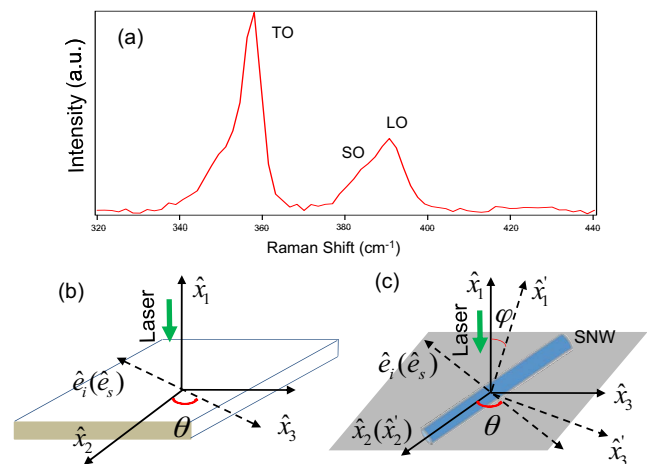 (a)
TO
SO
LO
Intensity (a.u.)
320
340
360
380
400
420
440
Raman Shift (cm⁻¹)
(b)
Laser
x̂₁
êᵢ(êₛ)
x̂₂
θ
x̂₃
(c)
Laser
x̂₁
φ
x̂₁'
SNW
êᵢ(êₛ)
x̂₃
x̂₂(x̂₂')
θ
x̂₃'